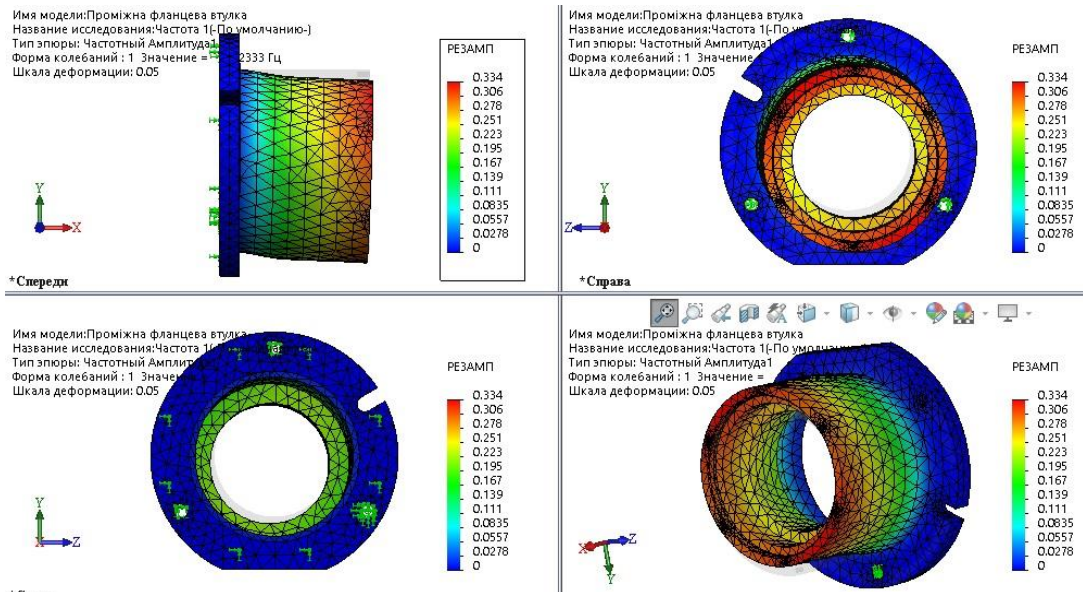 Имя модели:Проміжна фланцева втулка
Название исследования:Частота 1(-По умолчанию-)
Тип эпюры: Частотный Амплитуда1
Форма колебаний : 1 Значение = 2333 Гц
Шкала деформации: 0.05
РЕЗАМП
0.334
0.306
0.278
0.251
0.223
0.195
0.167
0.139
0.111
0.0835
0.0557
0.0278
0
Y
X
*Спереди
Имя модели:Проміжна фланцева втулка
Название исследования:Частота 1(-По
Тип эпюры: Частотный Амплитуда1
Форма колебаний : 1 Значение =
Шкала деформации: 0.05
РЕЗАМП
0.334
0.306
0.278
0.251
0.223
0.195
0.167
0.139
0.111
0.0835
0.0557
0.0278
0
Y
Z
*Справа
Имя модели:Проміжна фланцева втулка
Название исследования:Частота 1(-
Тип эпюры: Частотный Амплитуда1
Форма колебаний : 1
Шкала деформации: 0.05
РЕЗАМП
0.334
0.306
0.278
0.251
0.223
0.195
0.167
0.139
0.111
0.0835
0.0557
0.0278
0
Y
X
Z
Имя модели:Проміжна фланцева втулка
Название исследования:Частота 1(-По
Тип эпюры: Частотный Амплитуда1
Форма колебаний : 1 Значение =
Шкала деформации: 0.05
РЕЗАМП
0.334
0.306
0.278
0.251
0.223
0.195
0.167
0.139
0.111
0.0835
0.0557
0.0278
0
X
Z
Y